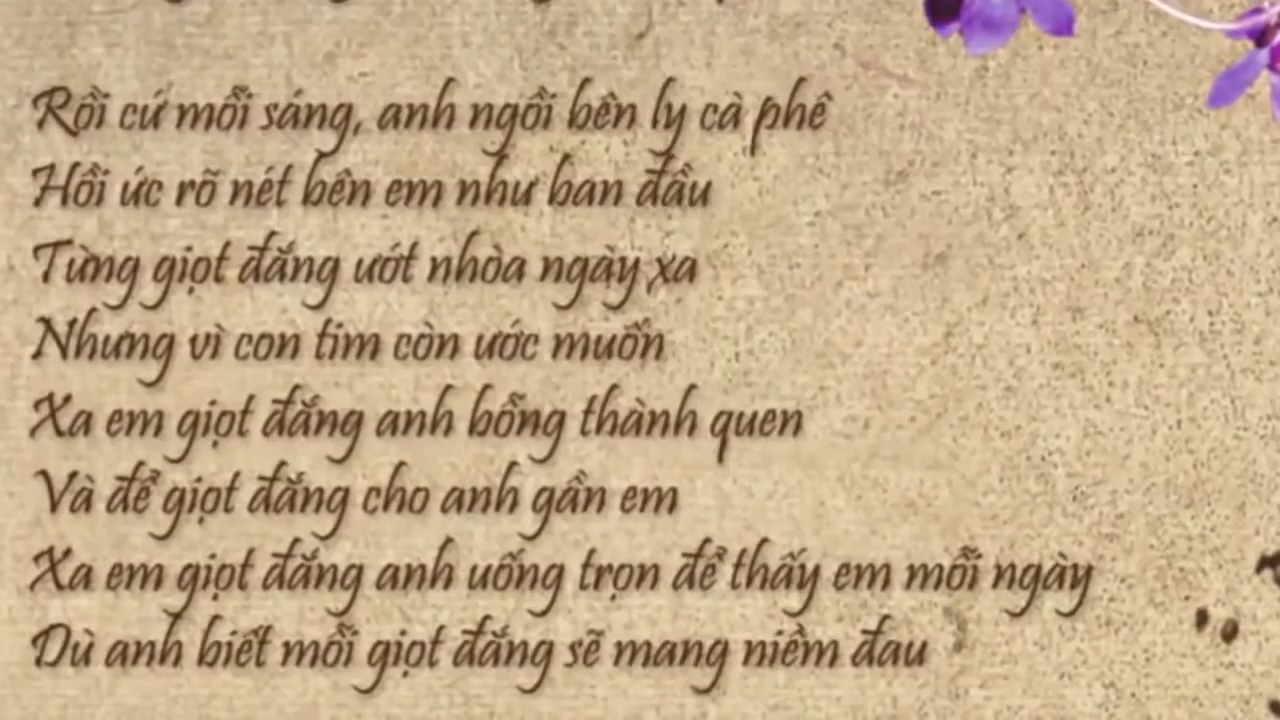 Rồi cứ mỗi sáng, anh ngồi bên ly cà phê
Hồi ức rõ nét bên em như ban đầu
Từng giọt đắng ướt nhòa ngày xa
Nhưng vì con tim còn ước muốn
Xa em giọt đắng anh bỗng thành quen
Và để giọt đắng cho anh gần em
Xa em giọt đắng anh uống trọn để thấy em mỗi ngày
Dù anh biết mỗi giọt đắng sẽ mang niềm đau